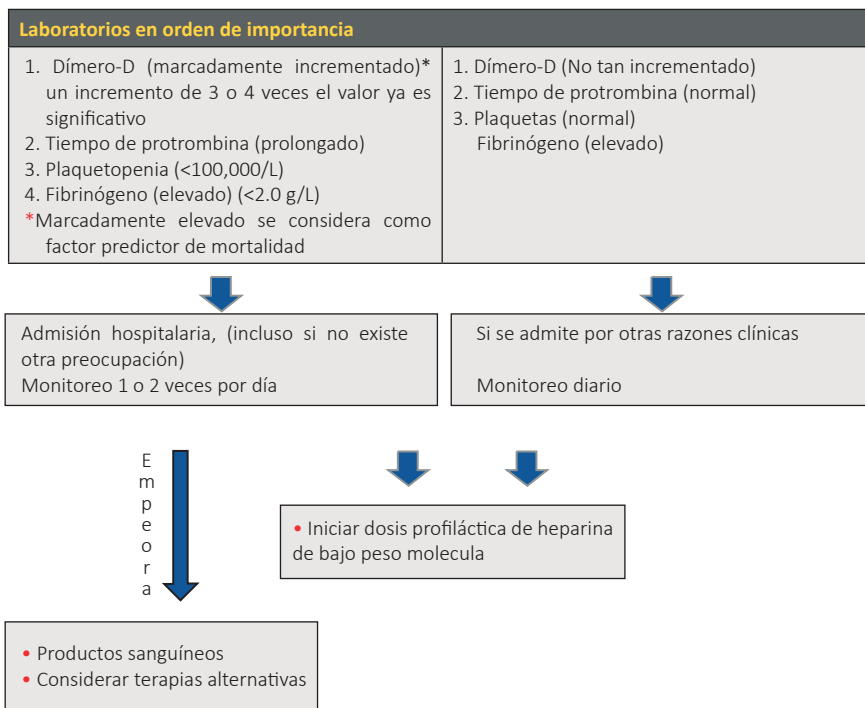 Laboratorios en orden de importancia
1. Dímero-D (marcadamente incrementado)*
un incremento de 3 o 4 veces el valor ya es
significativo
2. Tiempo de protrombina (prolongado)
3. Plaquetopenia (<100,000/L)
4. Fibrinógeno (elevado) (<2.0 g/L)
*Marcadamente elevado se considera como
factor predictor de mortalidad
1. Dímero-D (No tan incrementado)
2. Tiempo de protrombina (normal)
3. Plaquetas (normal)
Fibrinógeno (elevado)
Admisión hospitalaria, (incluso si no existe
otra preocupación)
Monitoreo 1 o 2 veces por día
Si se admite por otras razones clínicas
Monitoreo diario
E
m
p
e
o
r
a
• Iniciar dosis profiláctica de heparina
de bajo peso molecula
• Productos sanguíneos
• Considerar terapias alternativas